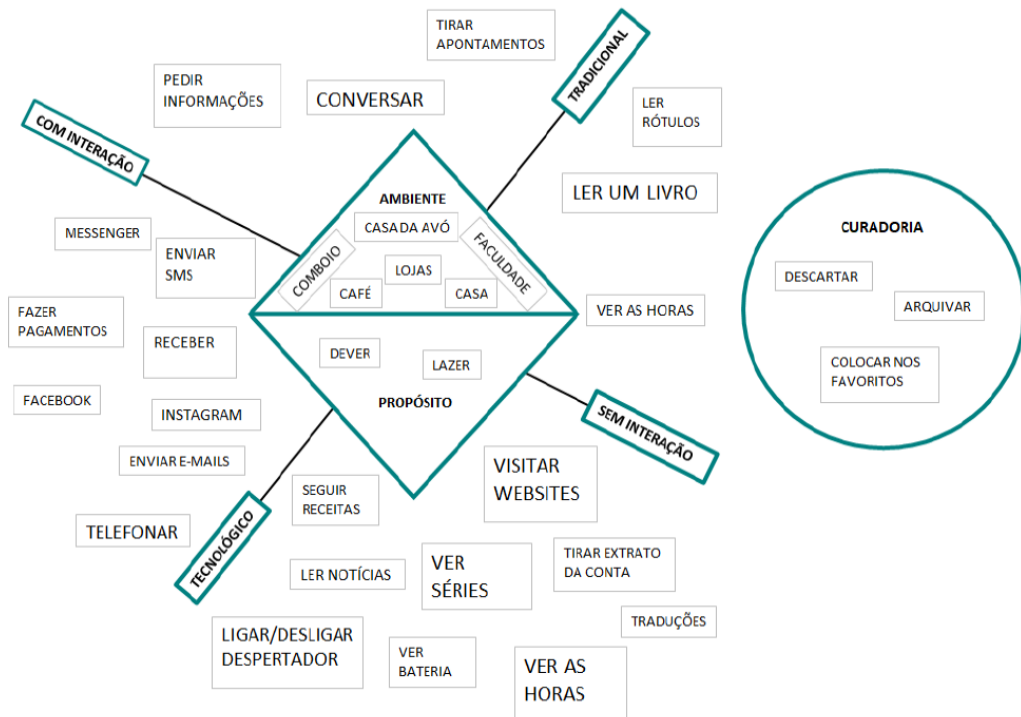 TIRAR
APONTAMENTOS
TRADICIONAL
PEDIR
INFORMAÇÕES
CONVERSAR
LER
RÓTULOS
COM INTERAÇÃO
LER UM LIVRO
AMBIENTE
CASA DA AVÓ
COMBOIO
LOJAS
FACULDADE
CAFÉ
CASA
MESSENGER
ENVIAR
SMS
FAZER
PAGAMENTOS
RECEBER
VER AS HORAS
DEVER
LAZER
PROPÓSITO
FACEBOOK
INSTAGRAM
ENVIAR E-MAILS
SEM INTERAÇÃO
TELEFONAR
TECNOLÓGICO
SEGUIR
RECEITAS
VISITAR
WEBSITES
LER NOTÍCIAS
VER
SÉRIES
TIRAR EXTRATO
DA CONTA
TRADUÇÕES
LIGAR/DESLIGAR
DESPERTADOR
VER
BATERIA
VER AS
HORAS
CURADORIA
DESCARTAR
ARQUIVAR
COLOCAR NOS
FAVORITOS